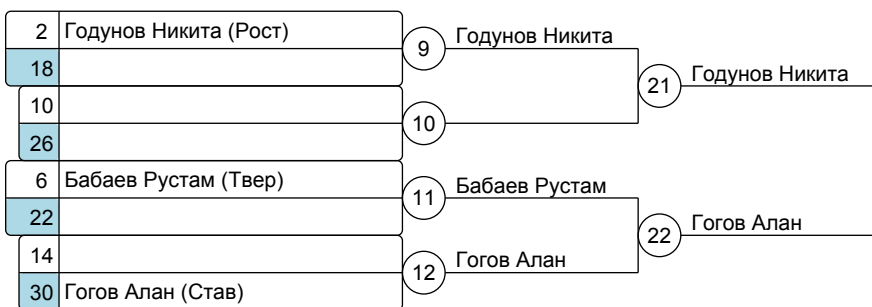 2 Годунов Никита (Рост)
18
9 Годунов Никита
10
26
10
21 Годунов Никита
6 Бабаев Рустам (Твер)
22
11 Бабаев Рустам
14
30 Гогов Алан (Став)
12 Гогов Алан
22 Гогов Алан